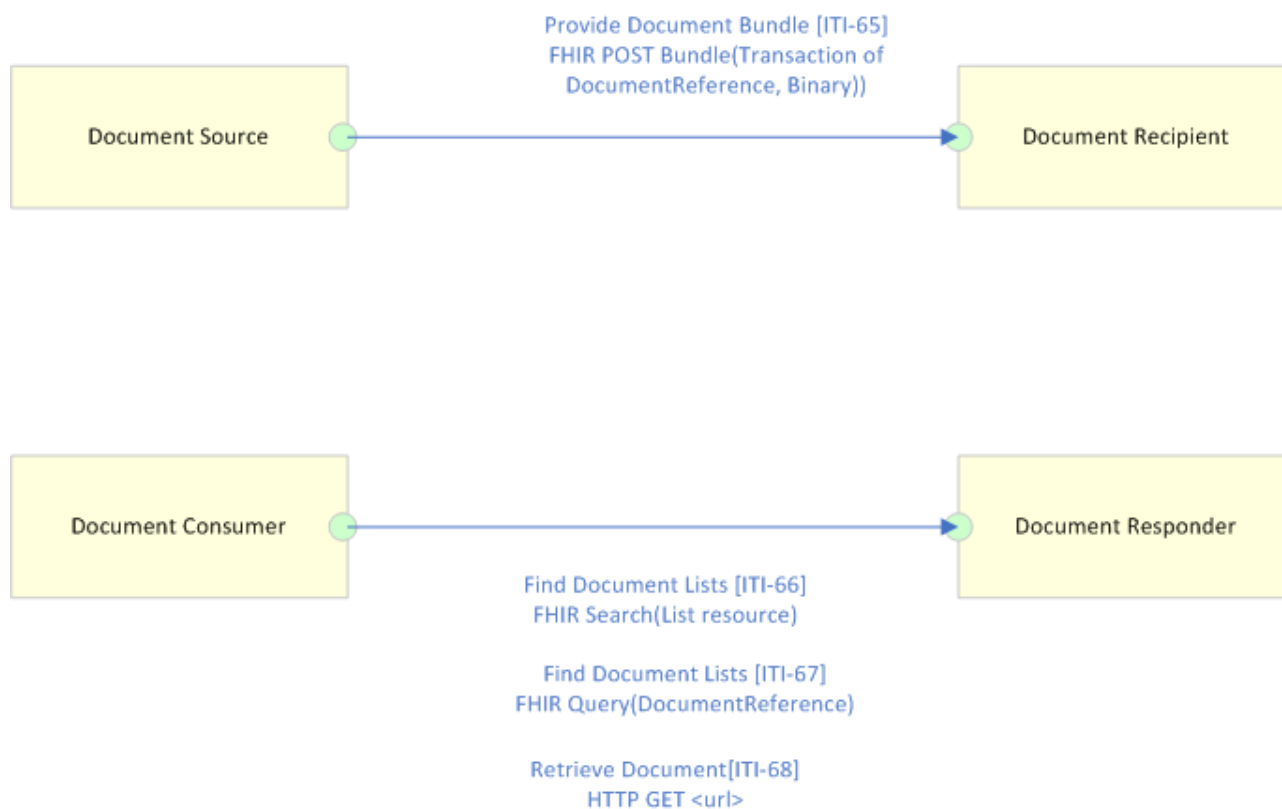 Provide Document Bundle [ITI-65]
FHIR POST Bundle(Transaction of
DocumentReference, Binary))
Document Source
Document Recipient
Document Consumer
Document Responder
Find Document Lists [ITI-66]
FHIR Search(List resource)
Find Document Lists [ITI-67]
FHIR Query(DocumentReference)
Retrieve Document[ITI-68]
HTTP GET <url>